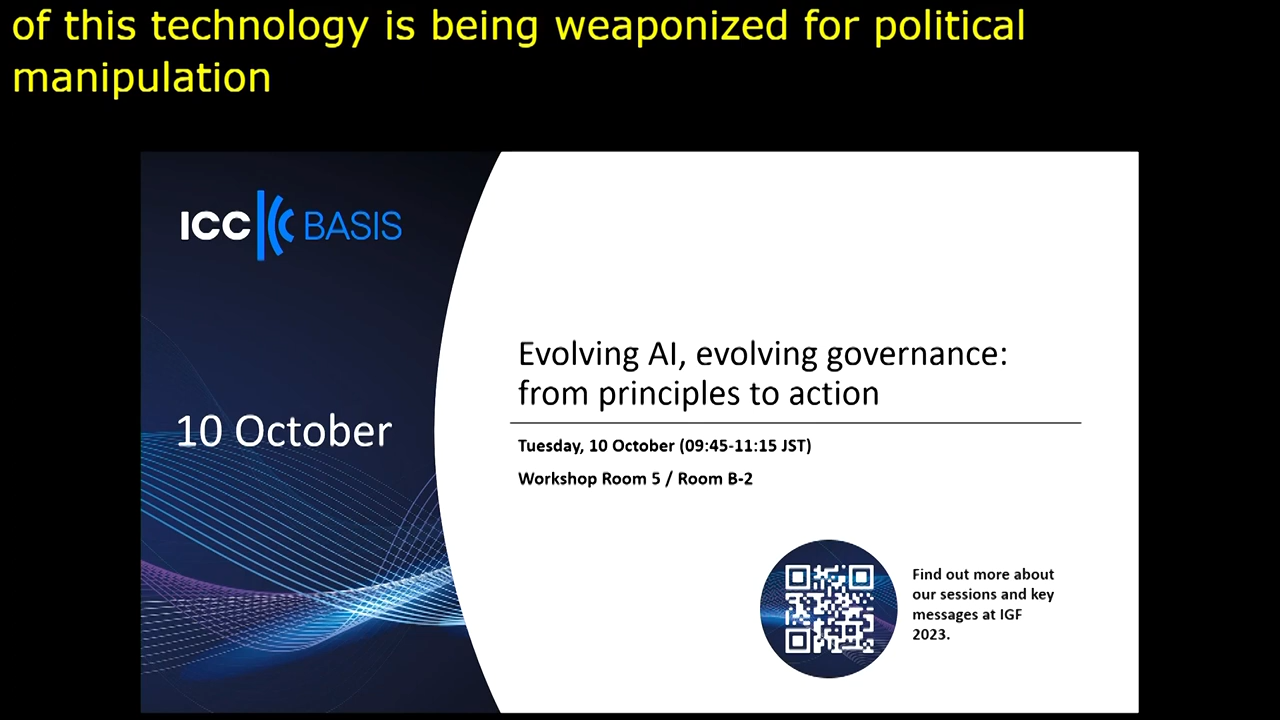 of this technology is being weaponized for political
manipulation
ICC BASIS
10 October
Evolving AI, evolving governance:
from principles to action
Tuesday, 10 October (09:45-11:15 JST)
Workshop Room 5 / Room B-2
Find out more about
our sessions and key
messages at IGF
2023.